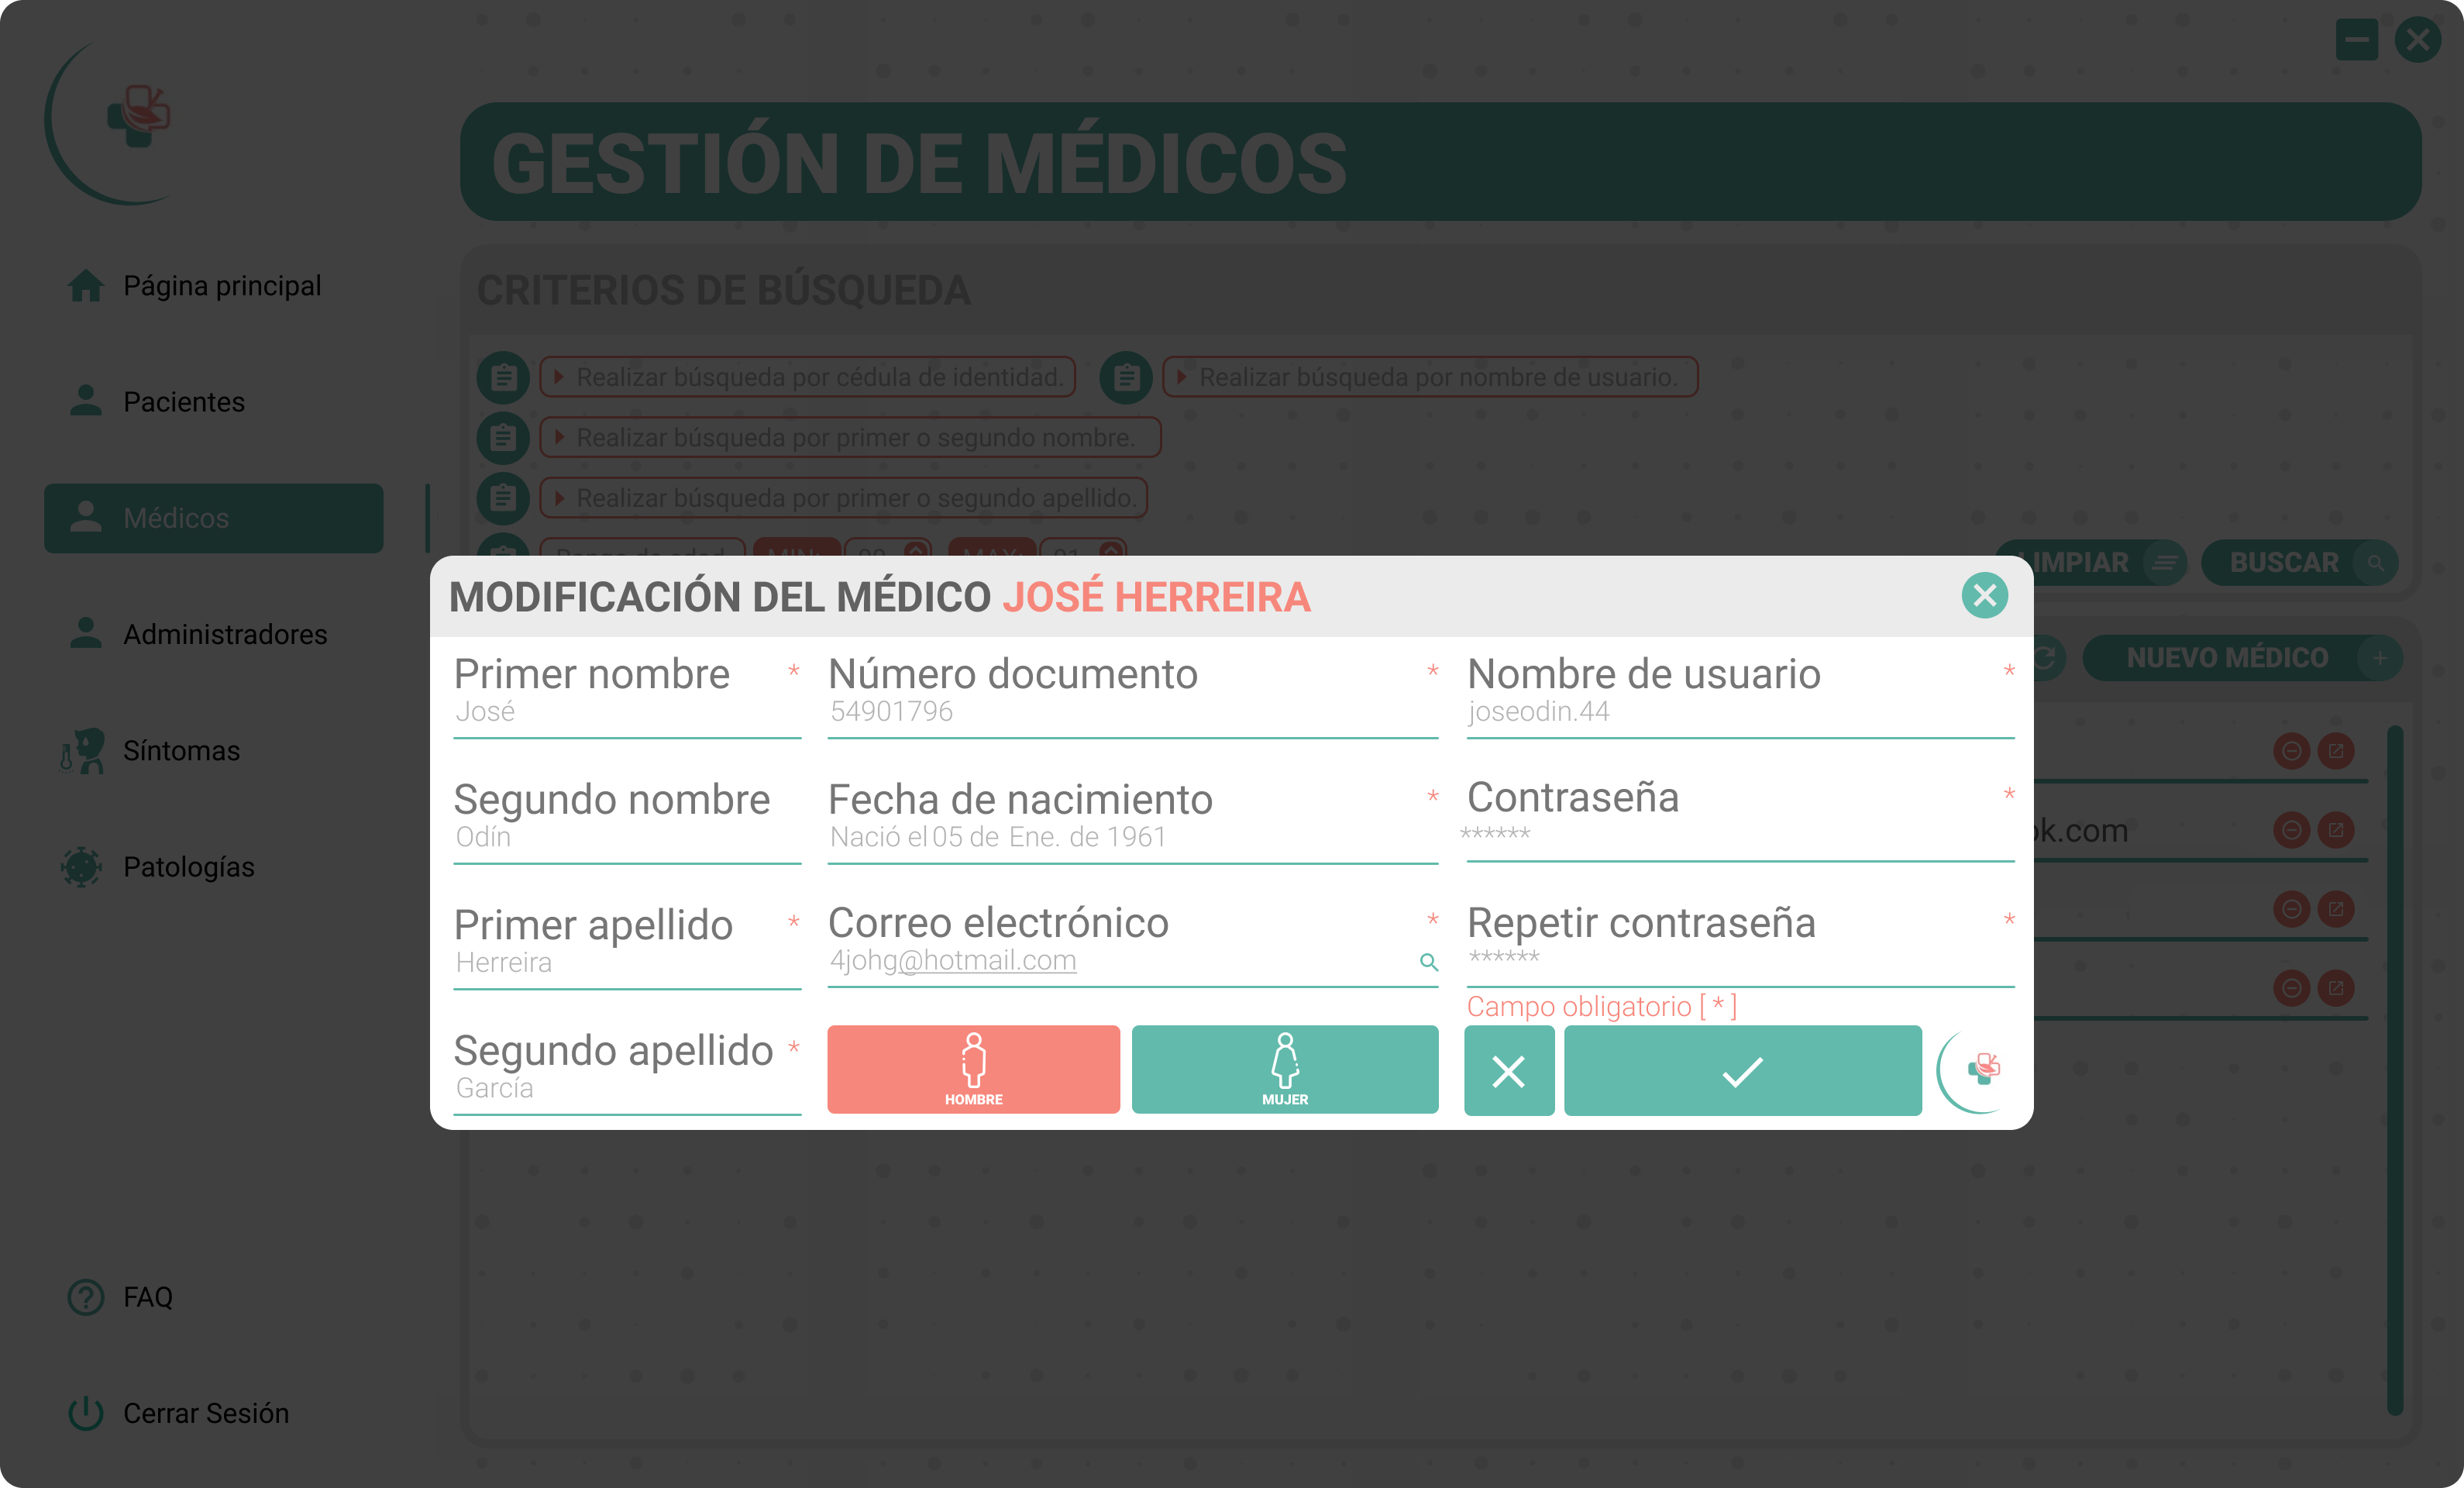 GESTIÓN DE MÉDICOS
Página principal
Pacientes
Médicos
Administradores
Síntomas
Patologías
FAQ
Cerrar Sesión
CRITERIOS DE BÚSQUEDA
Realizar búsqueda por cédula de identidad.
Realizar búsqueda por nombre de usuario.
Realizar búsqueda por primer o segundo nombre.
Realizar búsqueda por primer o segundo apellido.
BUSCAR
NUEVO MÉDICO
MODIFICACIÓN DEL MÉDICO JOSÉ HERREIRA
Primer nombre *
José
Segundo nombre
Odín
Primer apellido *
Herreira
Segundo apellido *
García
Número documento *
54901796
Fecha de nacimiento *
Nació el 05 de Ene. de 1961
Correo electrónico *
4johg@hotmail.com
HOMBRE
MUJER
Nombre de usuario *
joseodin.44
Contraseña *
******
Repetir contraseña *
******
Campo obligatorio [ * ]